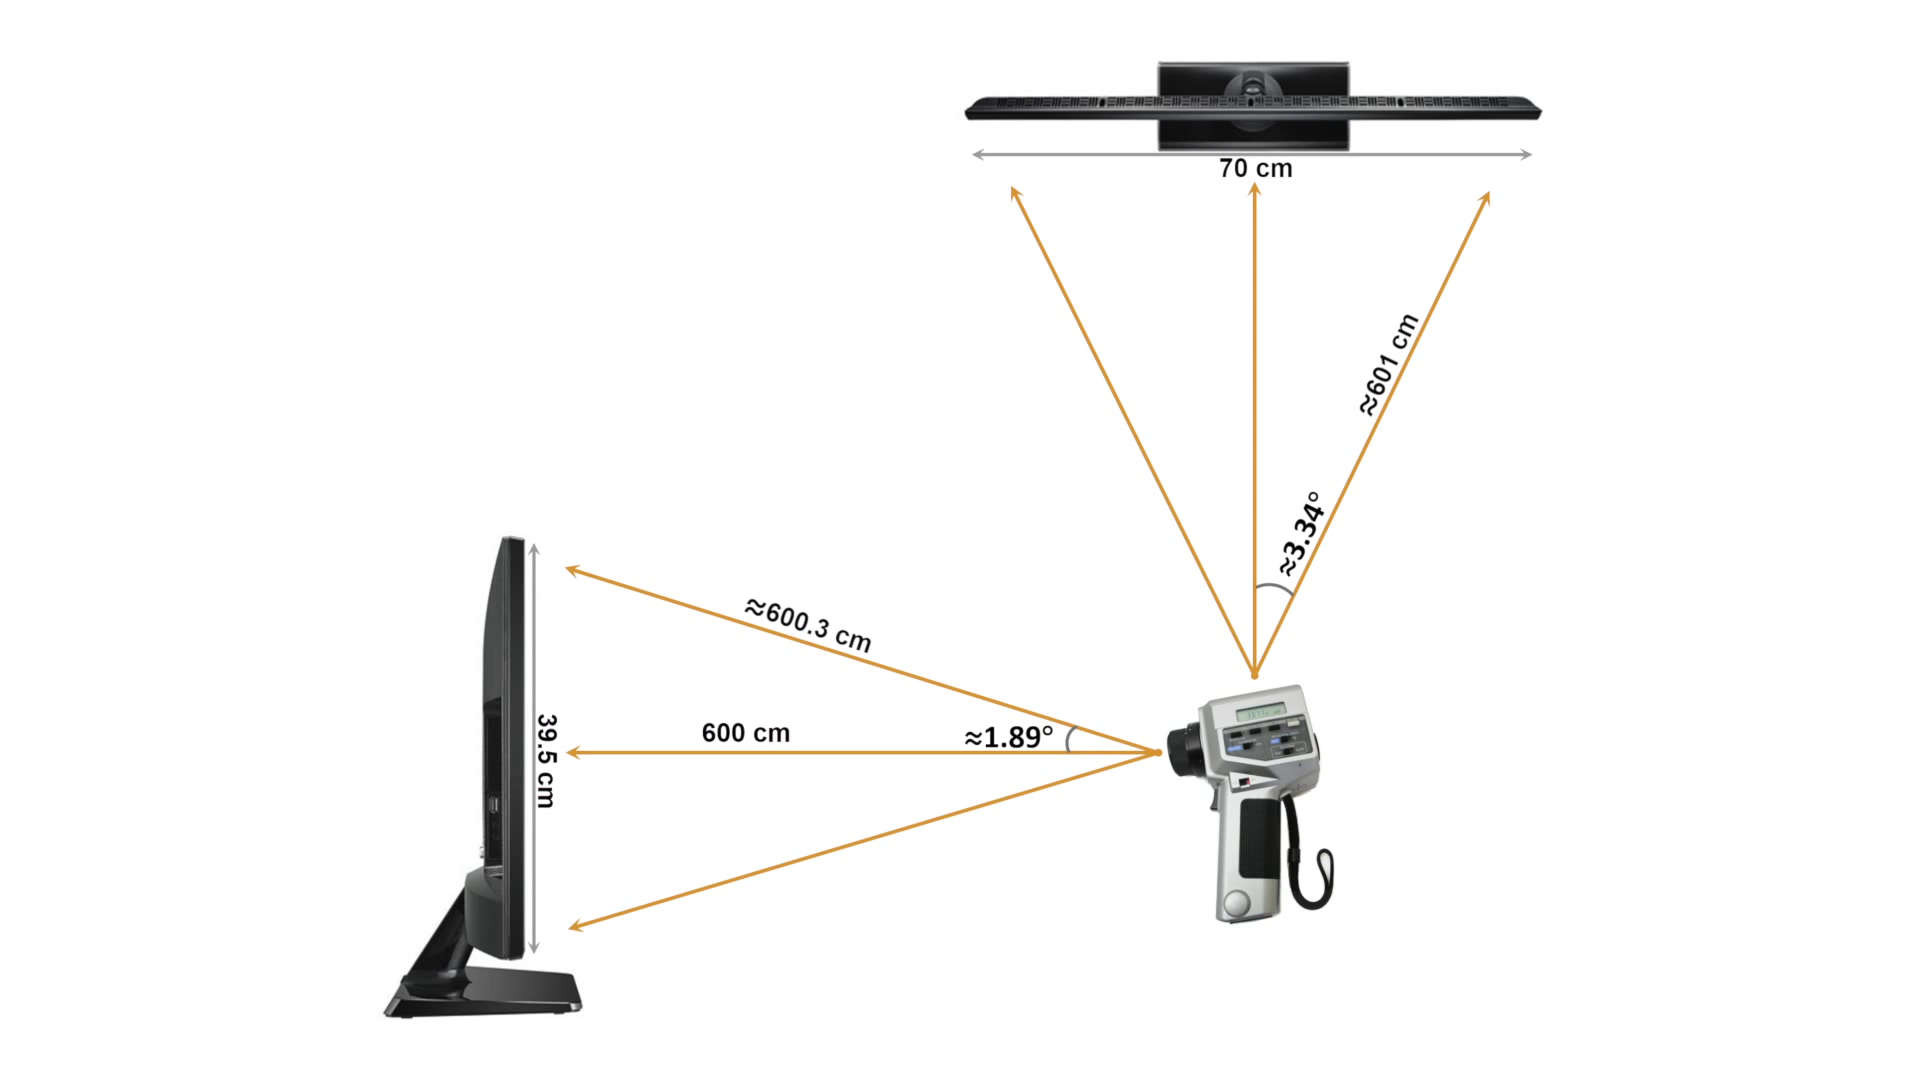 70 cm
≈601 cm
≈3.34°
≈600.3 cm
600 cm
≈1.89°
39.5 cm